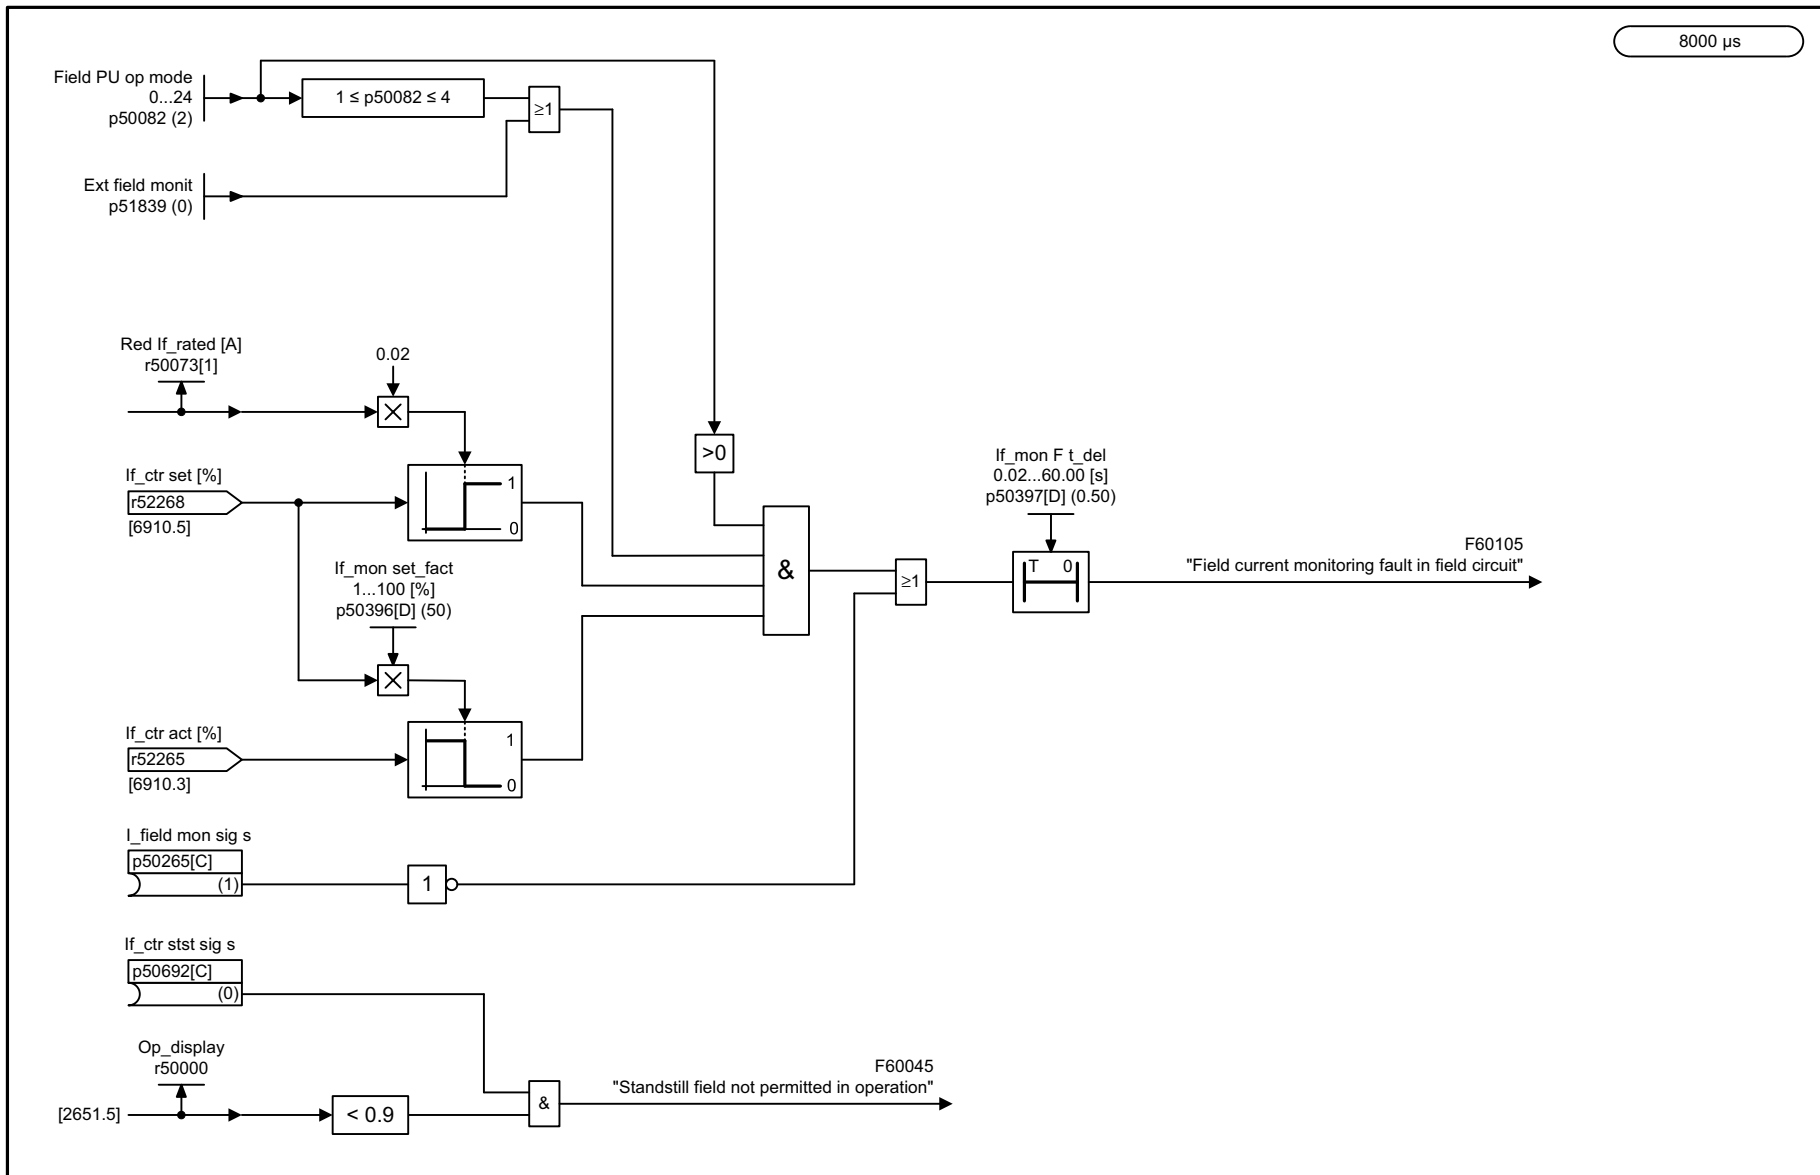 8000 µs
Field PU op mode
0...24
p50082 (2)
1 ≤ p50082 ≤ 4
≥1
Ext field monit
p51839 (0)
Red If_rated [A]
r50073[1]
0.02
>0
If_ctr set [%]
r52268
[6910.5]
1
0
If_mon set_fact
1...100 [%]
p50396[D] (50)
&
≥1
If_mon F t_del
0.02...60.00 [s]
p50397[D] (0.50)
T 0
F60105
"Field current monitoring fault in field circuit"
If_ctr act [%]
r52265
[6910.3]
1
0
I_field mon sig s
p50265[C]
(1)
1
If_ctr stst sig s
p50692[C]
(0)
Op_display
r50000
[2651.5]
< 0.9
&
F60045
"Standstill field not permitted in operation"